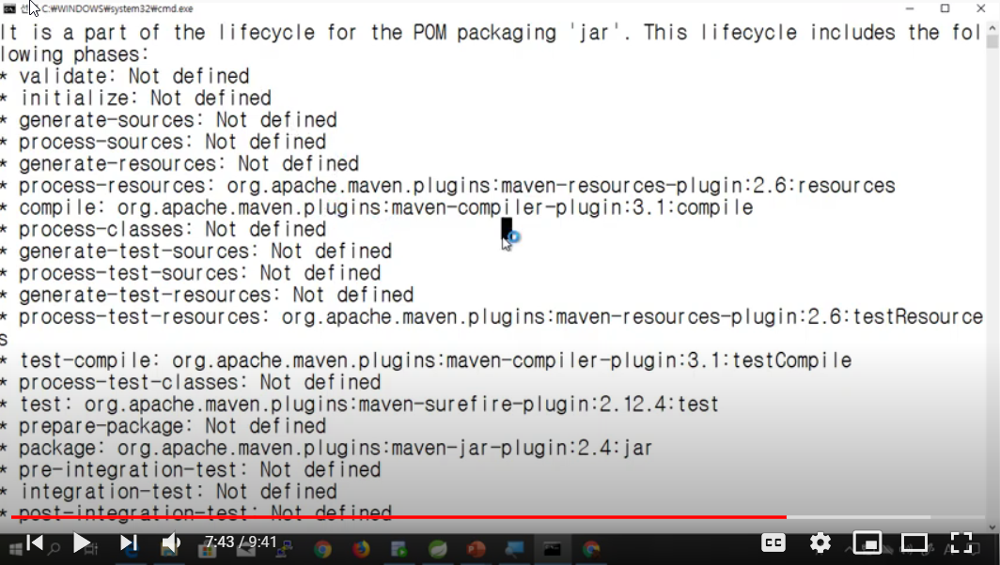 C:₩WINDOWS₩system32₩cmd.exe
It is a part of the lifecycle for the POM packaging 'jar'. This lifecycle includes the fol
lowing phases:
* validate: Not defined
* initialize: Not defined
* generate-sources: Not defined
* process-sources: Not defined
* generate-resources: Not defined
* process-resources: org.apache.maven.plugins:maven-resources-plugin:2.6:resources
* compile: org.apache.maven.plugins:maven-compiler-plugin:3.1:compile
* process-classes: Not defined
* generate-test-sources: Not defined
* process-test-sources: Not defined
* generate-test-resources: Not defined
* process-test-resources: org.apache.maven.plugins:maven-resources-plugin:2.6:testResource
s
* test-compile: org.apache.maven.plugins:maven-compiler-plugin:3.1:testCompile
* process-test-classes: Not defined
* test: org.apache.maven.plugins:maven-surefire-plugin:2.12.4:test
* prepare-package: Not defined
* package: org.apache.maven.plugins:maven-jar-plugin:2.4:jar
* pre-integration-test: Not defined
* integration-test: Not defined
* post-integration-test: Not defined
7:43 / 9:41
CC